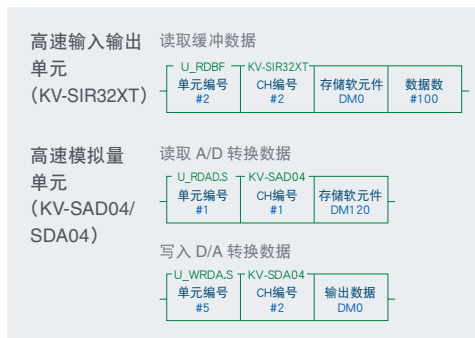 高速输入输出
单元
（KV-SIR32XT）
读取缓冲数据
U_RDBF KV-SIR32XT
单元编号 CH编号 存储软元件 数据数
#2 #2 DM0 #100
高速模拟量
单元
（KV-SAD04/
SDA04）
读取 A/D 转换数据
U_RDAD.S KV-SAD04
单元编号 CH编号 存储软元件
#1 #1 DM120
写入 D/A 转换数据
U_WRDA.S KV-SDA04
单元编号 CH编号 输出数据
#5 #2 DM0